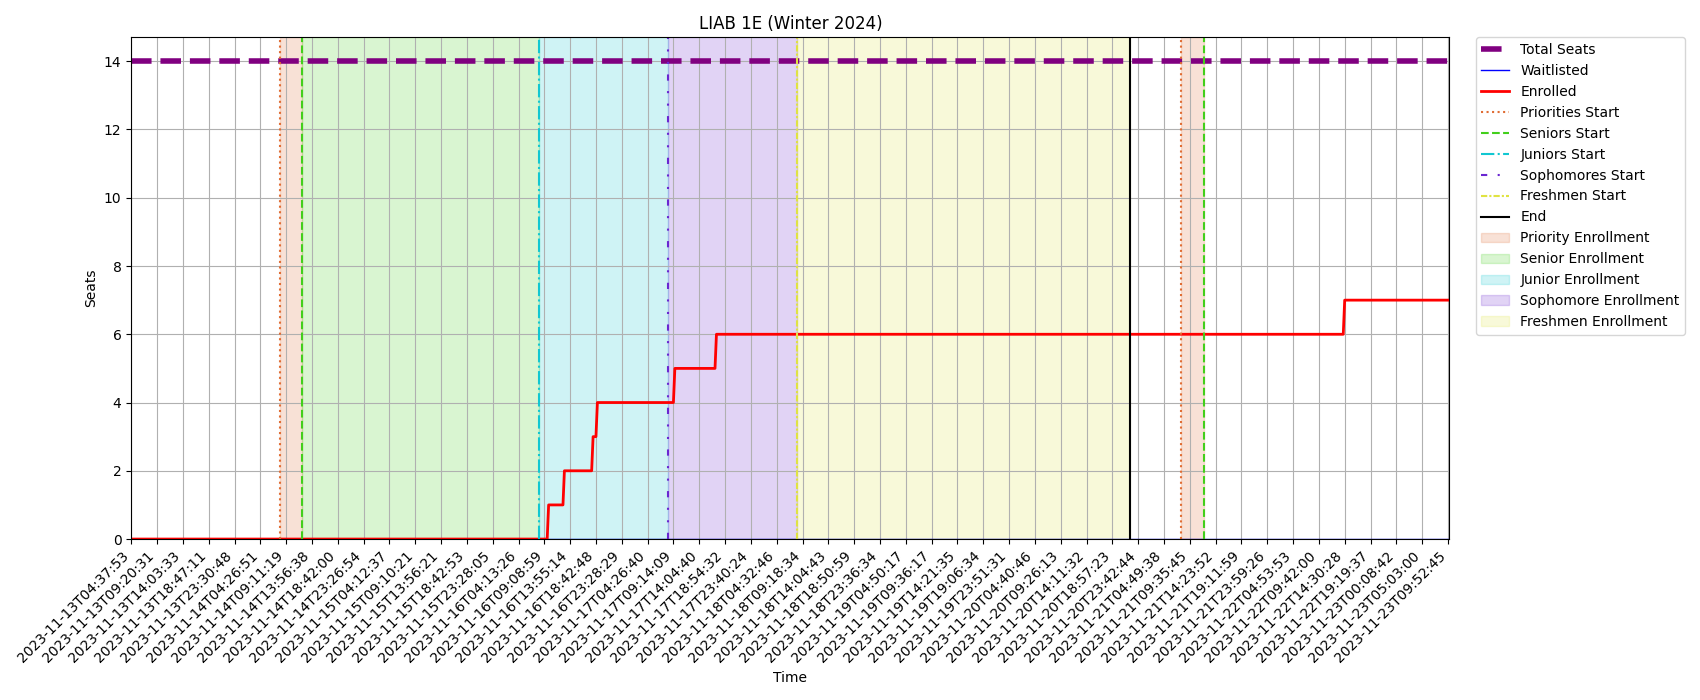 LIAB 1E (Winter 2024)
Seats
14
12
10
8
6
4
2
0
2023-11-13T04:37:53
2023-11-13T09:20:31
2023-11-13T14:03:33
2023-11-13T18:47:11
2023-11-13T23:30:48
2023-11-14T04:26:51
2023-11-14T09:11:19
2023-11-14T13:56:38
2023-11-14T18:42:00
2023-11-14T23:26:54
2023-11-15T04:12:37
2023-11-15T09:10:21
2023-11-15T13:56:21
2023-11-15T18:42:53
2023-11-15T23:28:05
2023-11-16T04:13:26
2023-11-16T09:08:59
2023-11-16T13:55:14
2023-11-16T18:42:48
2023-11-16T23:28:29
2023-11-17T04:26:40
2023-11-17T09:14:09
2023-11-17T14:04:40
2023-11-17T18:54:32
2023-11-17T23:40:24
2023-11-18T04:32:46
2023-11-18T09:18:34
2023-11-18T14:04:43
2023-11-18T18:50:59
2023-11-18T23:36:34
2023-11-19T04:50:17
2023-11-19T09:36:17
2023-11-19T14:21:35
2023-11-19T19:06:34
2023-11-19T23:51:31
2023-11-20T04:40:46
2023-11-20T09:26:13
2023-11-20T14:11:32
2023-11-20T18:57:23
2023-11-20T23:42:44
2023-11-21T04:49:38
2023-11-21T09:35:45
2023-11-21T14:23:52
2023-11-21T19:11:59
2023-11-21T23:59:26
2023-11-22T04:53:53
2023-11-22T09:42:00
2023-11-22T14:30:28
2023-11-22T19:19:37
2023-11-23T00:08:42
2023-11-23T05:03:00
2023-11-23T09:52:45
Time
Total Seats
Waitlisted
Enrolled
Priorities Start
Seniors Start
Juniors Start
Sophomores Start
Freshmen Start
End
Priority Enrollment
Senior Enrollment
Junior Enrollment
Sophomore Enrollment
Freshmen Enrollment